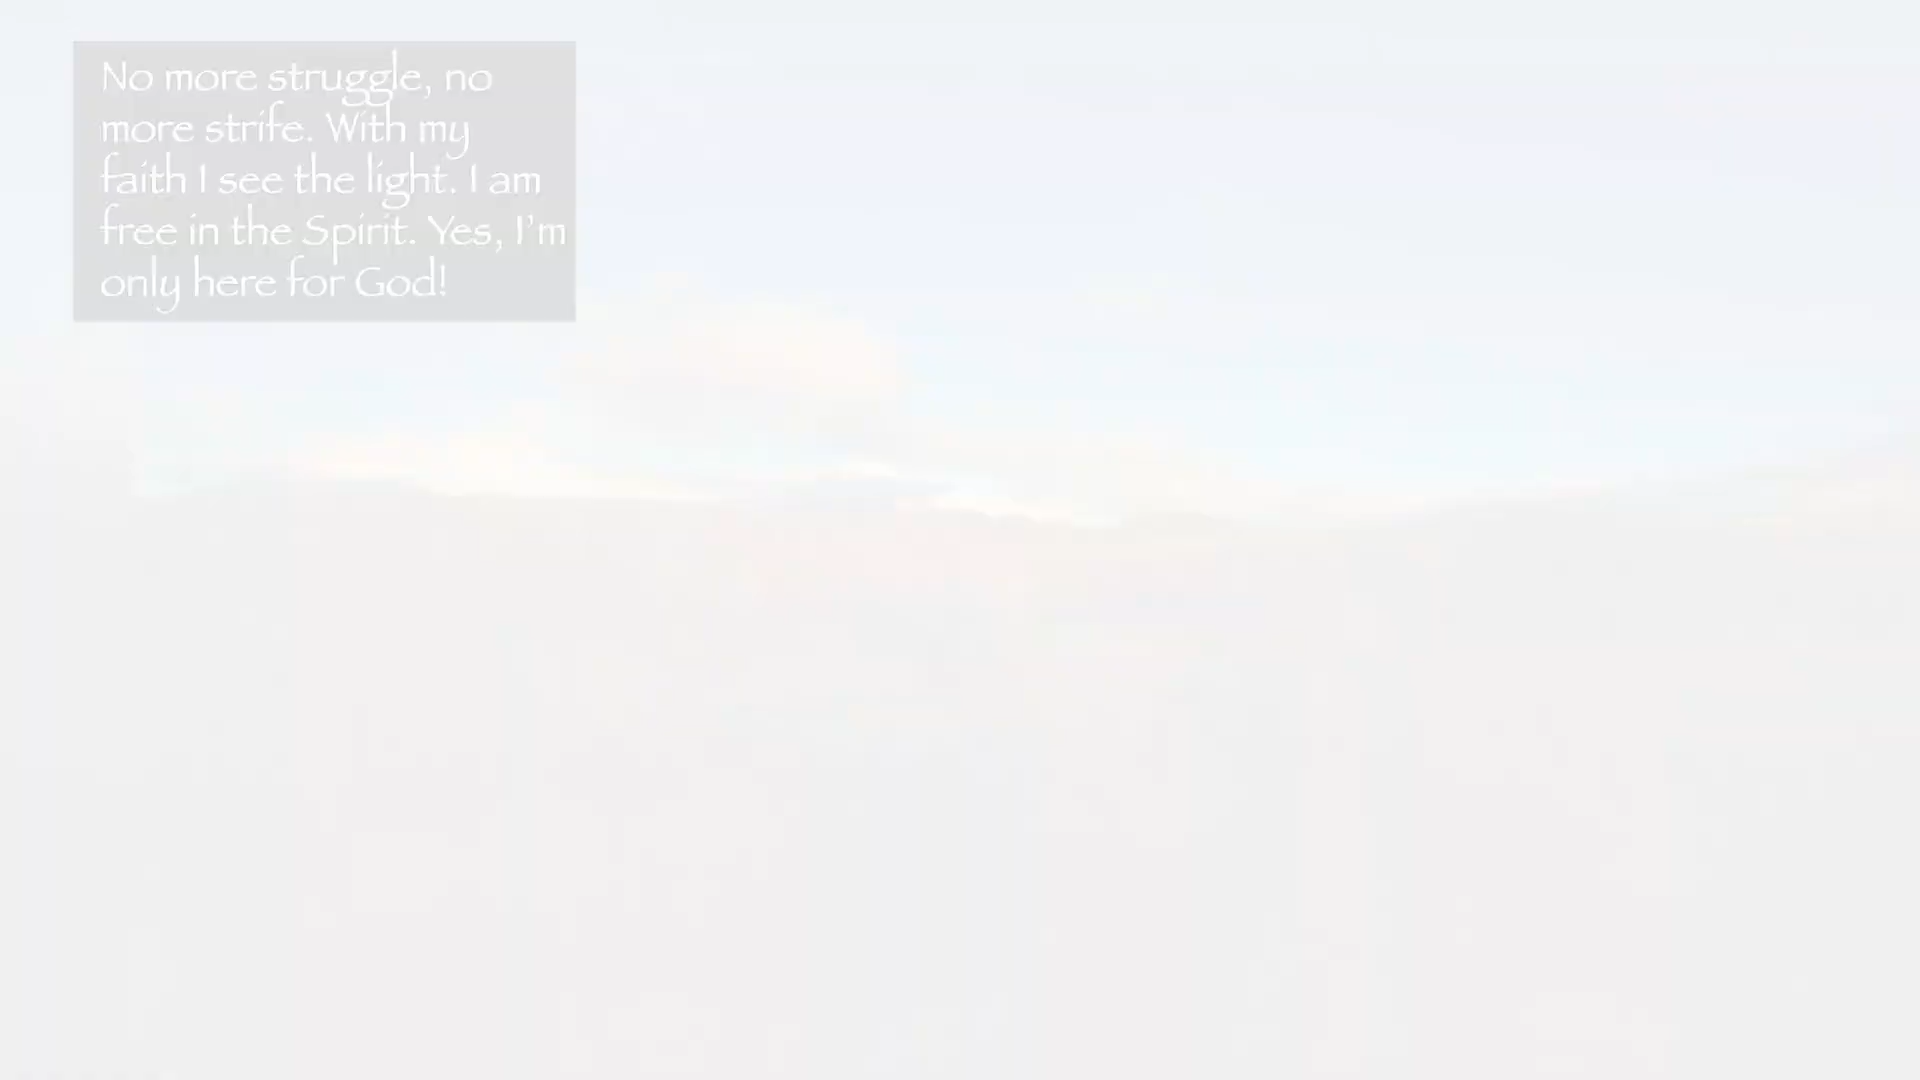 No more struggle, no
more strife. With my
faith I see the light. I am
free in the Spirit. Yes, I'm
only here for God!